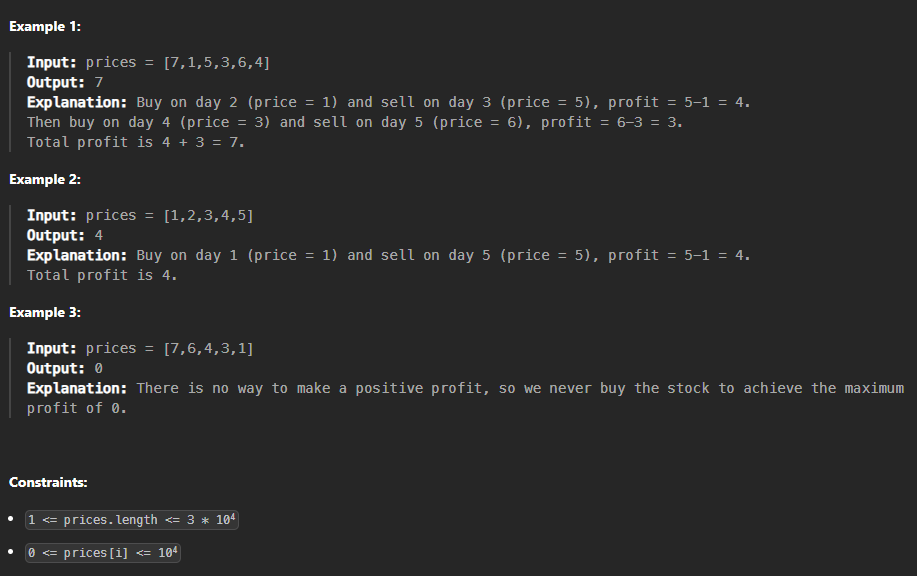 Example 1:
Input: prices = [7,1,5,3,6,4]
Output: 7
Explanation: Buy on day 2 (price = 1) and sell on day 3 (price = 5), profit = 5-1 = 4.
Then buy on day 4 (price = 3) and sell on day 5 (price = 6), profit = 6-3 = 3.
Total profit is 4 + 3 = 7.
Example 2:
Input: prices = [1,2,3,4,5]
Output: 4
Explanation: Buy on day 1 (price = 1) and sell on day 5 (price = 5), profit = 5-1 = 4.
Total profit is 4.
Example 3:
Input: prices = [7,6,4,3,1]
Output: 0
Explanation: There is no way to make a positive profit, so we never buy the stock to achieve the maximum
profit of 0.
Constraints:
• 1 <= prices.length <= 3 * 10⁴
• 0 <= prices[i] <= 10⁴